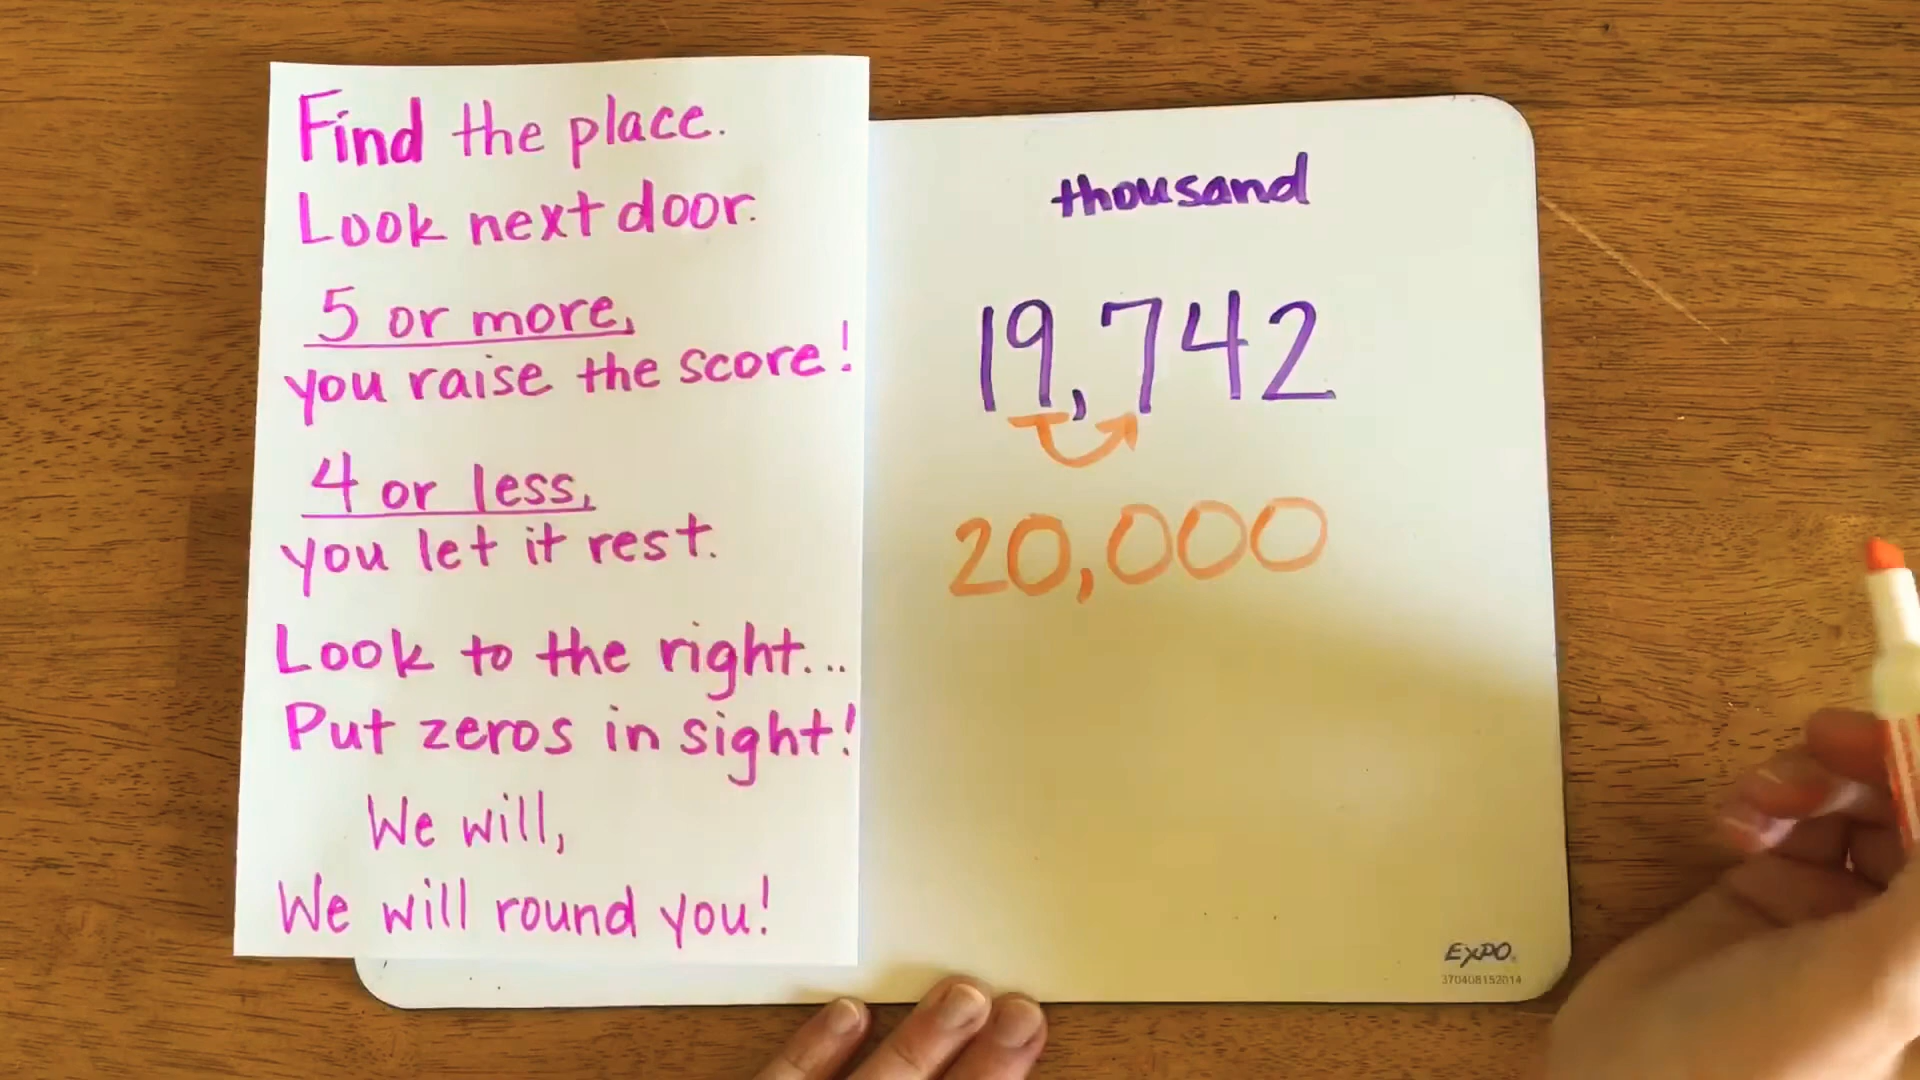 Find the place.
Look next door.
5 or more,
you raise the score!
4 or less,
you let it rest.
Look to the right...
Put zeros in sight!
We will,
We will round you!
thousand
19,742
20,000
EXPO
370408152014